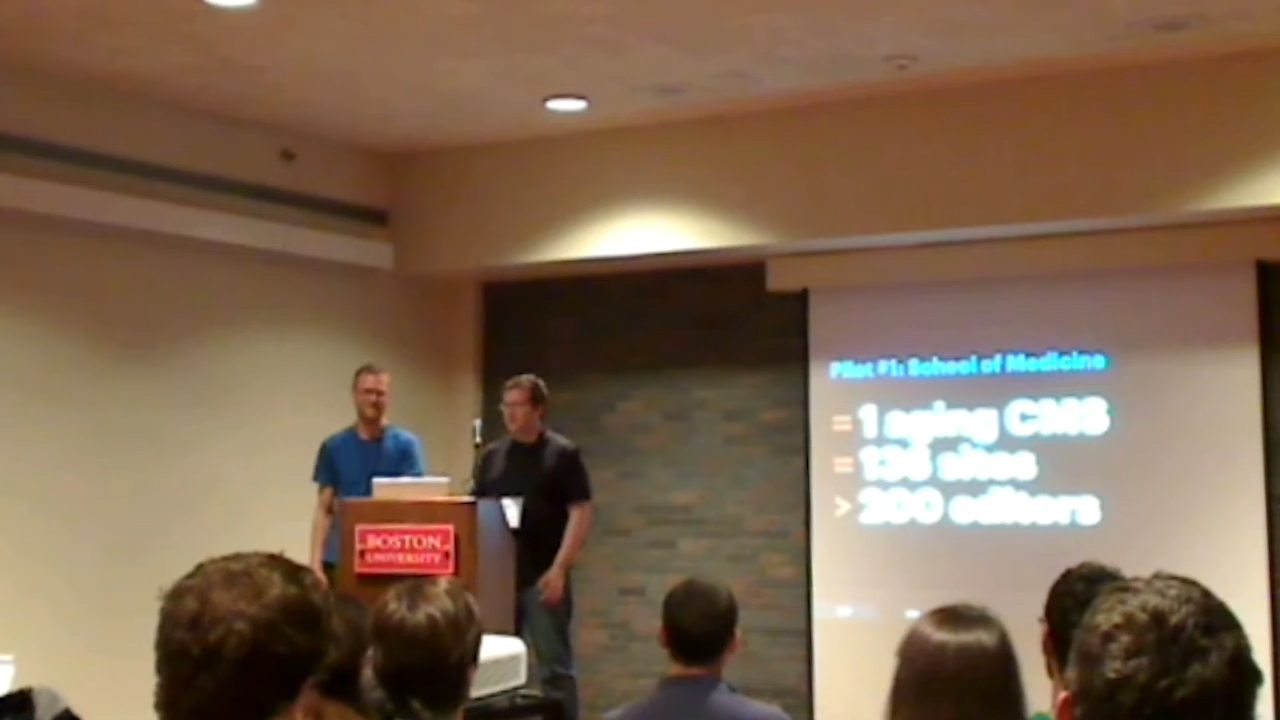 BOSTON
UNIVERSITY
Pilot #1: School of Medicine
= 1 aging CMS
= 136 sites
> 200 editors